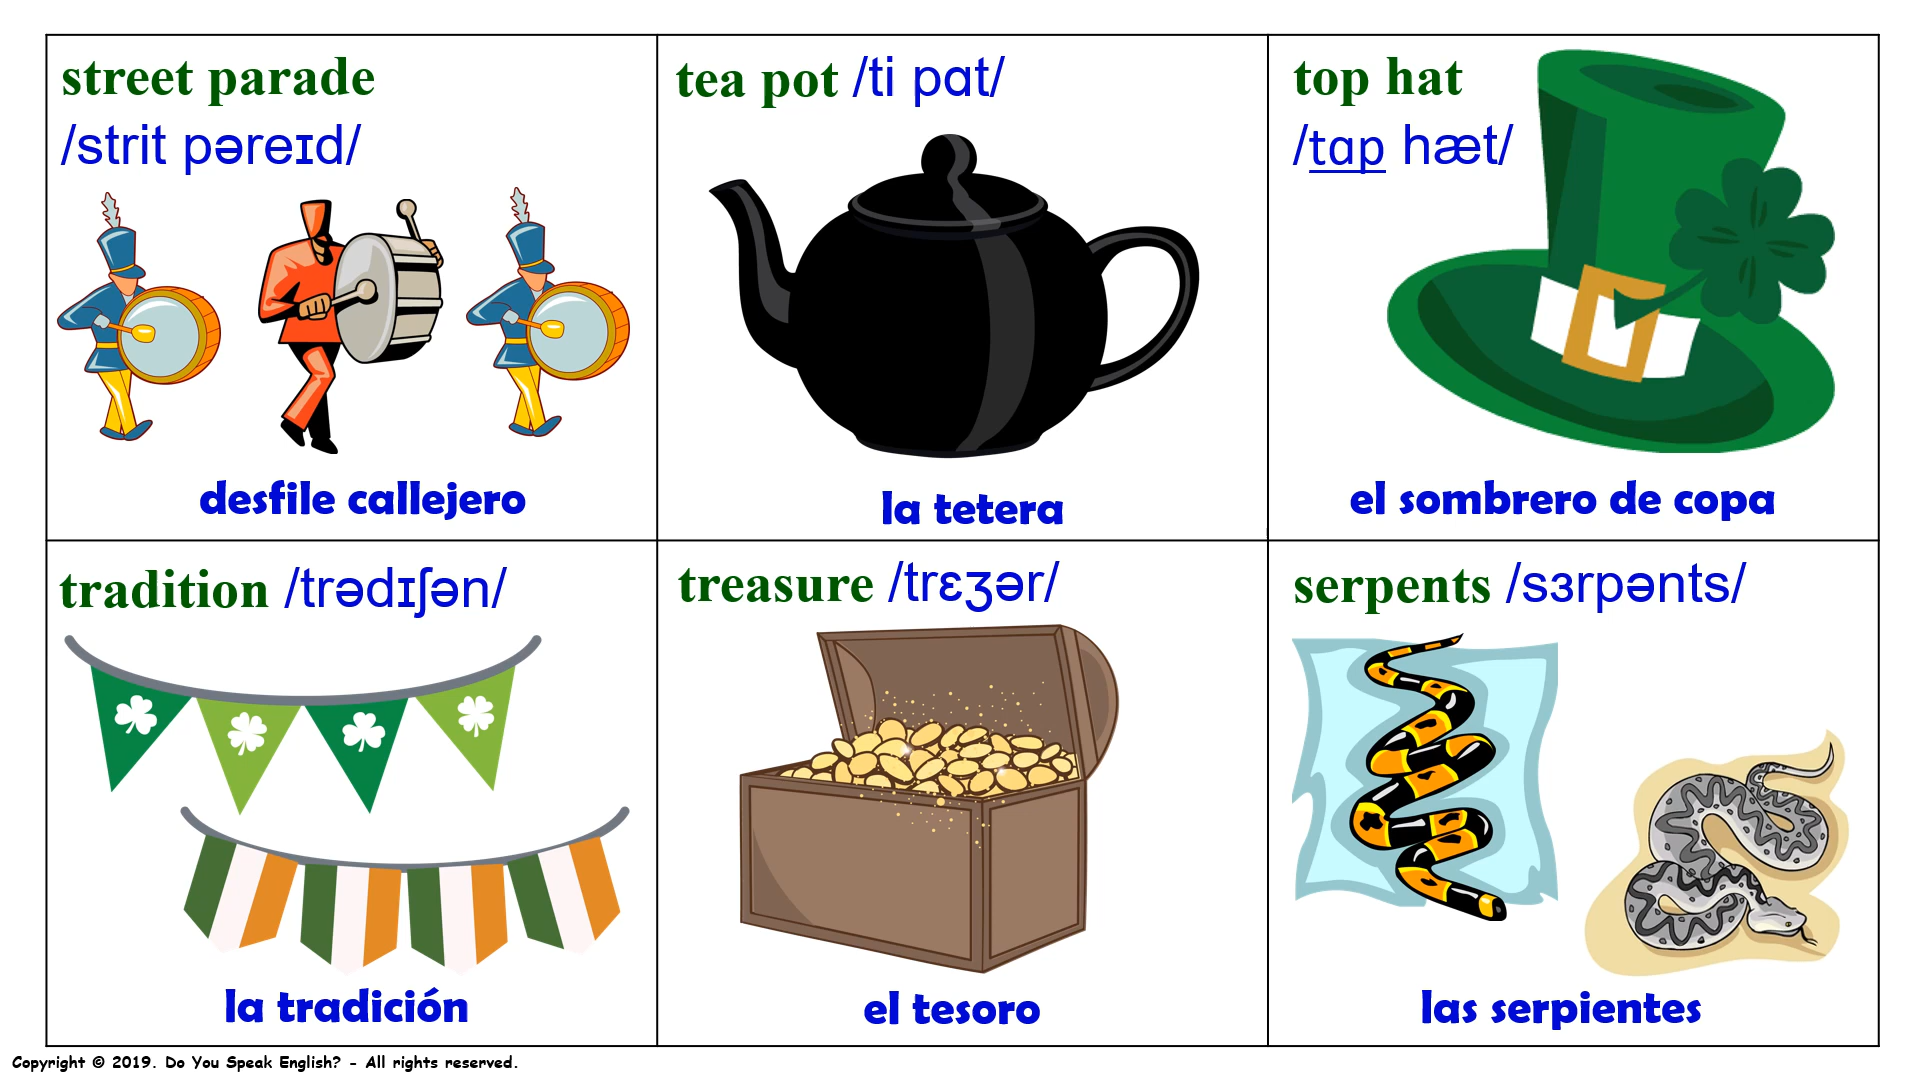 street parade
/strit pəreɪd/
desfile callejero
tea pot /ti pɑt/
la tetera
top hat
/tɑp hæt/
el sombrero de copa
tradition /trədɪʃən/
la tradición
treasure /trɛʒər/
el tesoro
serpents /sɜrpənts/
las serpientes
Copyright © 2019. Do You Speak English? - All rights reserved.